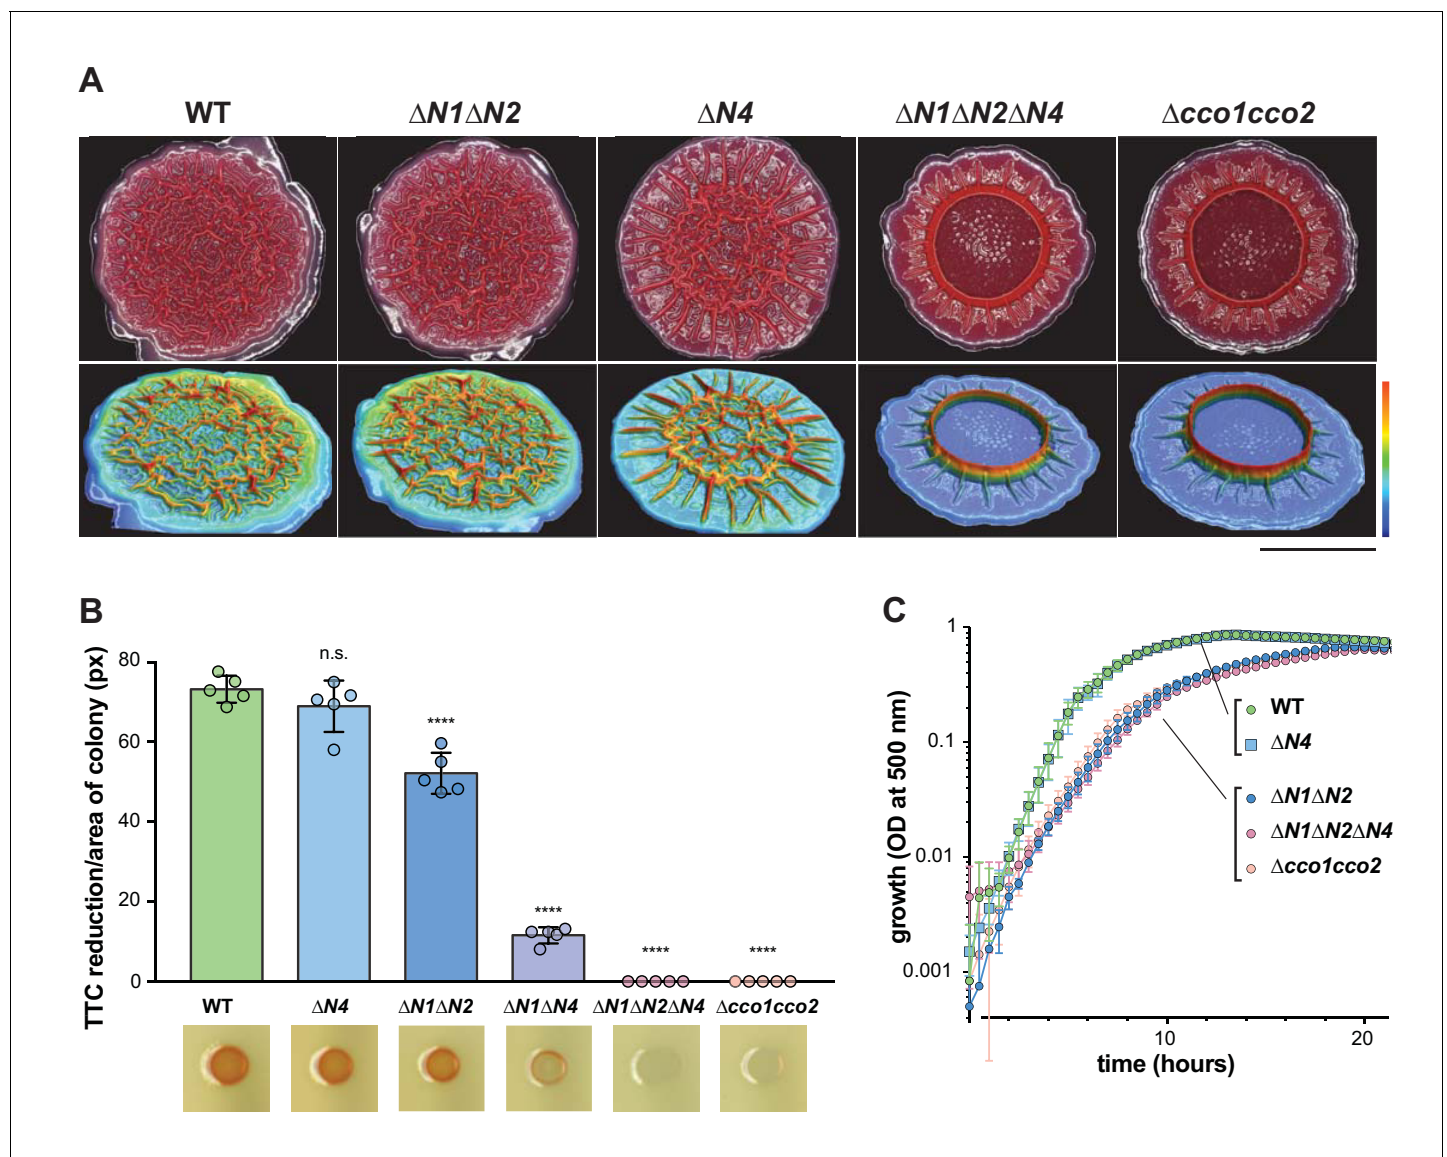 A
WT
ΔN1ΔN2
ΔN4
ΔN1ΔN2ΔN4
Δcco1cco2
B
TTC reduction/area of colony (px)
80
60
40
20
0
n.s.
****
****
****
****
WT
ΔN4
ΔN1ΔN2
ΔN1ΔN4
ΔN1ΔN2ΔN4
Δcco1cco2
C
growth (OD at 500 nm)
1
0.1
0.01
0.001
10
20
time (hours)
WT
ΔN4
ΔN1ΔN2
ΔN1ΔN2ΔN4
Δcco1cco2